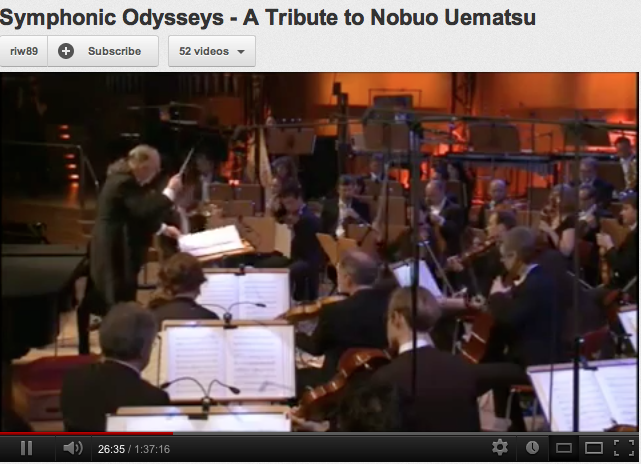 Symphonic Odysseys - A Tribute to Nobuo Uematsu
riw89 Subscribe 52 videos
26:35 / 1:37:16